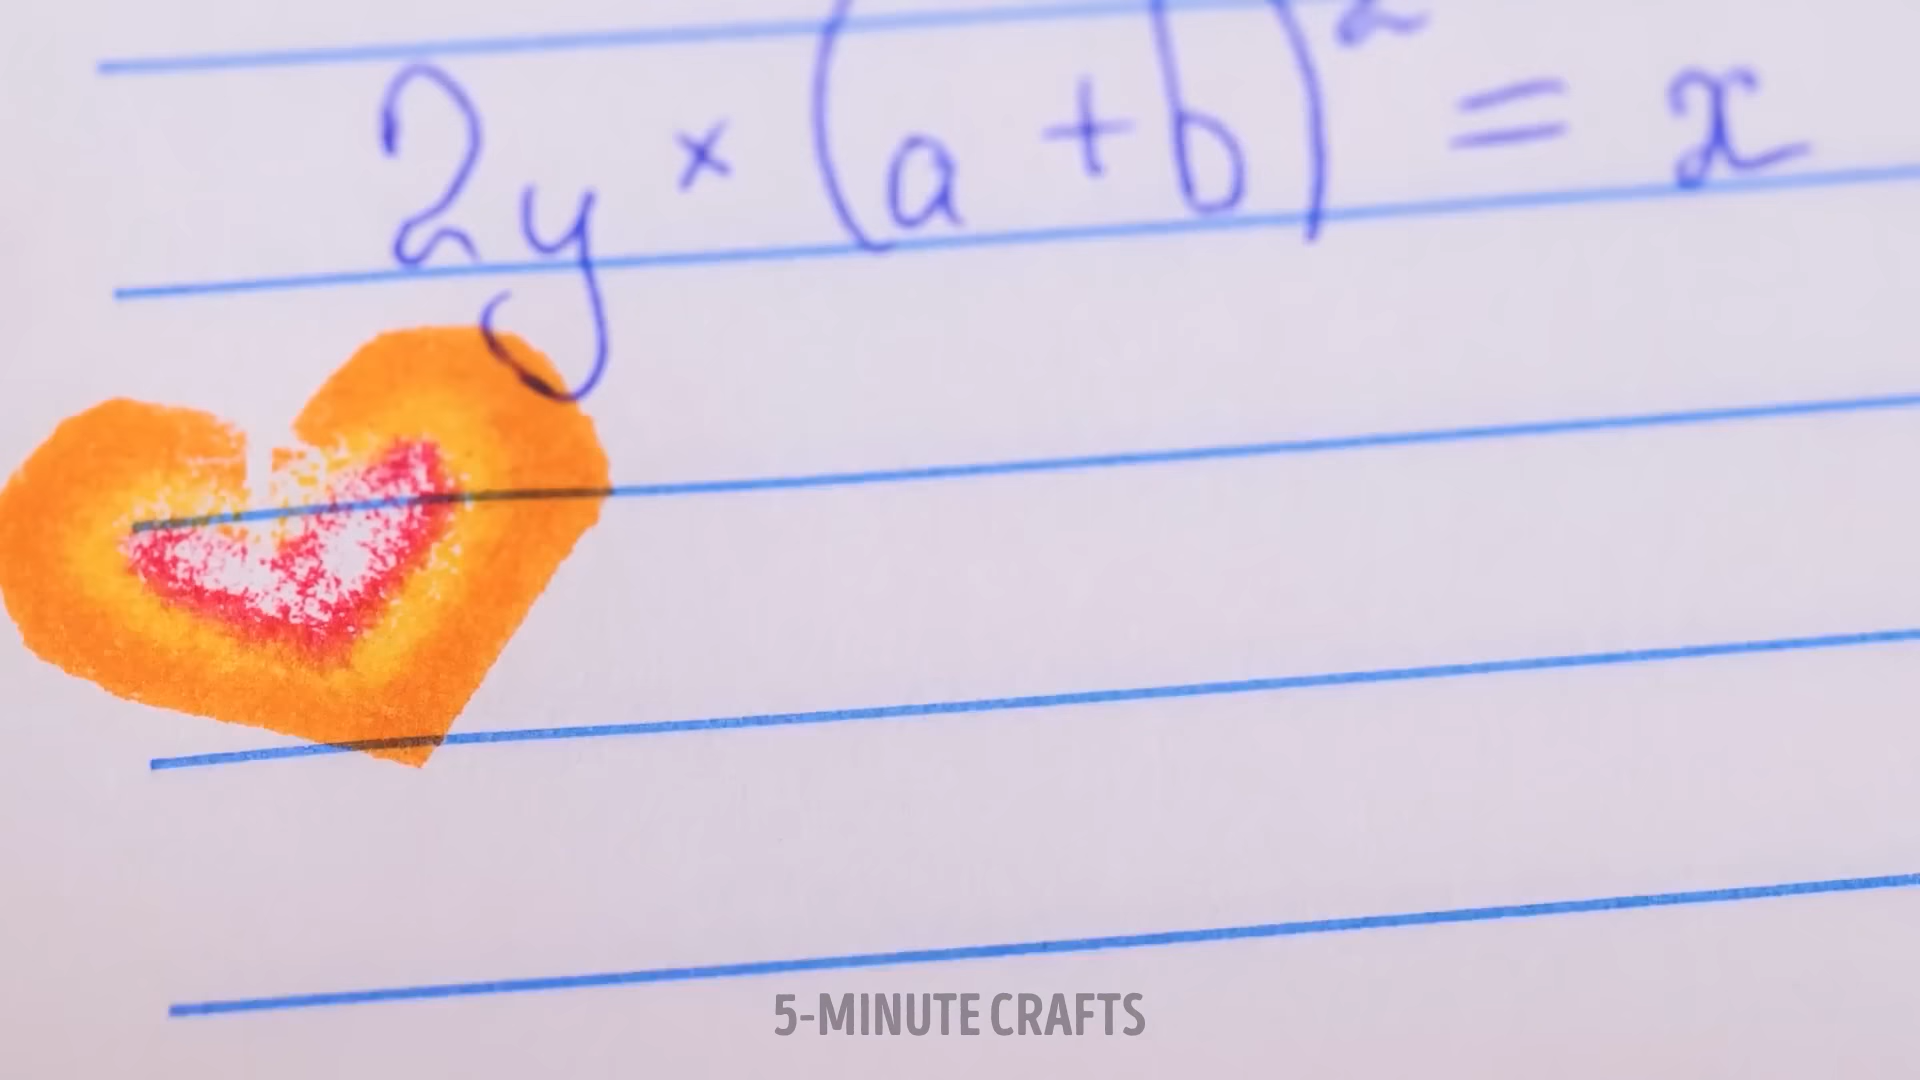 2y × (a + b)² = x
5-MINUTE CRAFTS